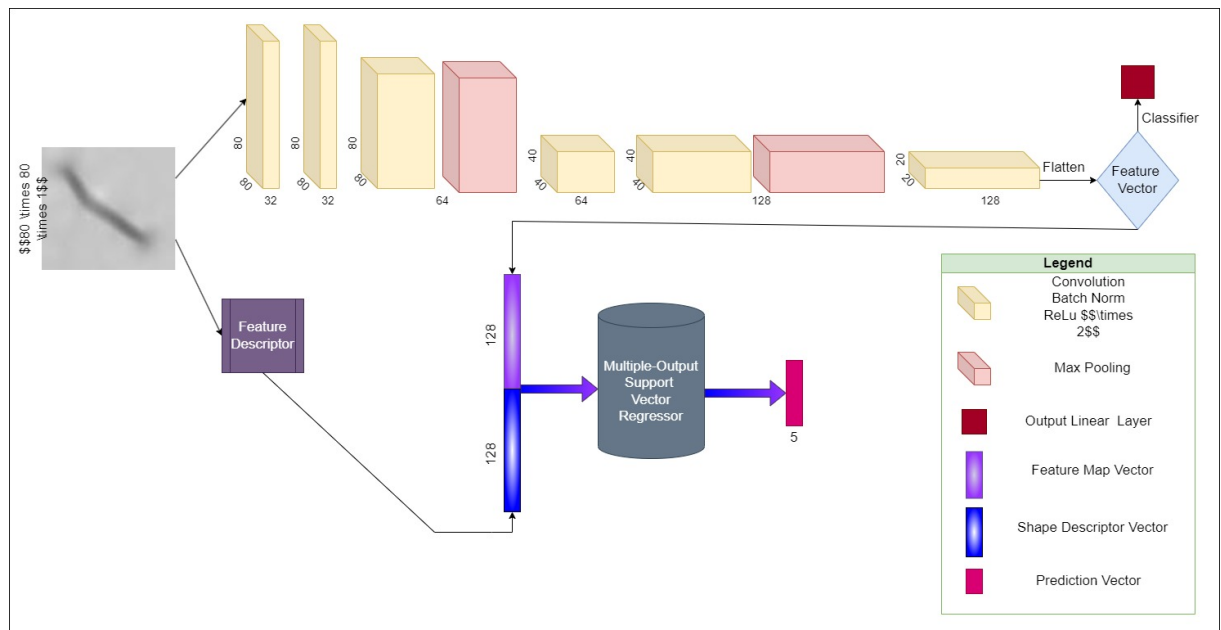 $$80 \times 80
\times 1$$
80
80
32
80
80
32
80
80
64
40
40
64
40
40
128
20
20
128
Flatten
Feature
Vector
Classifier
Feature
Descriptor
128
128
Multiple-Output
Support
Vector
Regressor
5
Legend
Convolution
Batch Norm
ReLu $$\times
2$$
Max Pooling
Output Linear Layer
Feature Map Vector
Shape Descriptor Vector
Prediction Vector